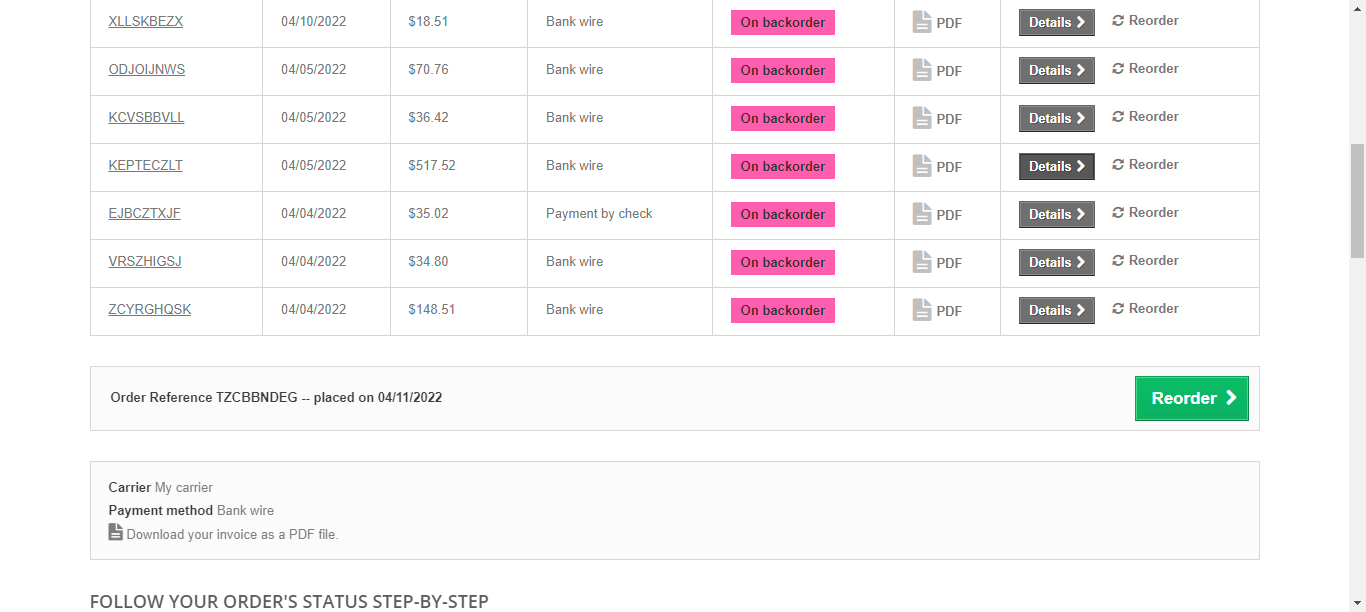 XLLSKBEZX 04/10/2022 $18.51 Bank wire On backorder PDF Details Reorder
ODJOIJNWS 04/05/2022 $70.76 Bank wire On backorder PDF Details Reorder
KCVSBBVLL 04/05/2022 $36.42 Bank wire On backorder PDF Details Reorder
KEPTECZLT 04/05/2022 $517.52 Bank wire On backorder PDF Details Reorder
EJBCZTXJF 04/04/2022 $35.02 Payment by check On backorder PDF Details Reorder
VRSZHIGSJ 04/04/2022 $34.80 Bank wire On backorder PDF Details Reorder
ZCYRGHQSK 04/04/2022 $148.51 Bank wire On backorder PDF Details Reorder
Order Reference TZCBBNDEG -- placed on 04/11/2022 Reorder
Carrier My carrier
Payment method Bank wire
Download your invoice as a PDF file.
FOLLOW YOUR ORDER'S STATUS STEP-BY-STEP